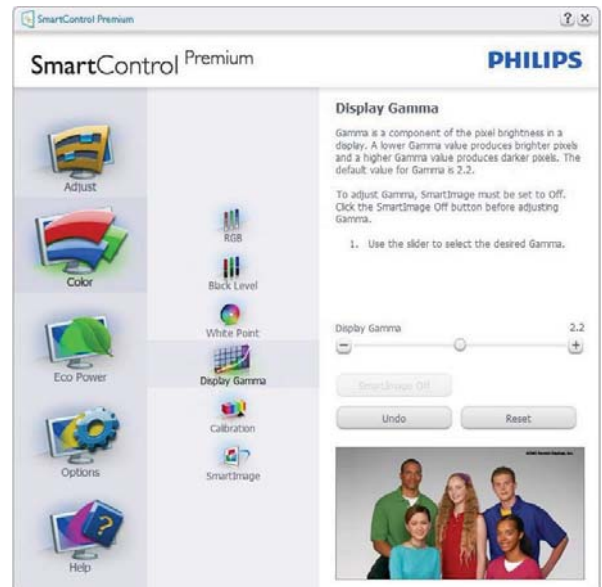 SmartControl Premium
? ×
SmartControl Premium
PHILIPS
Adjust
Color
Eco Power
Options
Help
RGB
Black Level
White Point
Display Gamma
Calibration
SmartImage
Display Gamma
Gamma is a component of the pixel brightness in a
display. A lower Gamma value produces brighter pixels
and a higher Gamma value produces darker pixels. The
default value for Gamma is 2.2.
To adjust Gamma, SmartImage must be set to Off.
Click the SmartImage Off button before adjusting
Gamma.
1. Use the slider to select the desired Gamma.
Display Gamma 2.2
SmartImage Off
Undo Reset